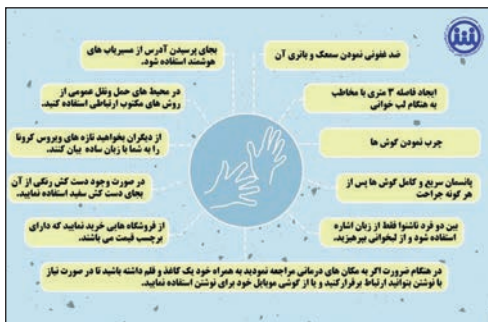 ضد عفونی نمودن سمعک و باتری آن
ایجاد فاصله ۳ متری با مخاطب
به هنگام لب خوانی
چرب نمودن گوش ها
پانسمان سریع و کامل گوش ها پس از
هر گونه جراحت
بین دو فرد ناشنوا فقط از زبان اشاره
استفاده شود و از لبخوانی بپرهیزید.
بجای پرسیدن آدرس از مسیریاب های
هوشمند استفاده شود.
در محیط های حمل ونقل عمومی از
روش های مکتوب ارتباطی استفاده کنید.
از دیگران بخواهید تازه های ویروس کرونا
را به شما با زبان ساده بیان کنند.
در صورت وجود دست کش رنگی از آن
بجای دست کش سفید استفاده نمایید.
از فروشگاه هایی خرید نمایید که دارای
برچسب قیمت می باشند.
در هنگام ضرورت اگر به مکان های درمانی مراجعه نمودید به همراه خود یک کاغذ و قلم داشته باشید تا در صورت نیاز
با نوشتن بتوانید ارتباط برقرار کنید و یا از گوشی موبایل خود برای نوشتن استفاده نمایید.